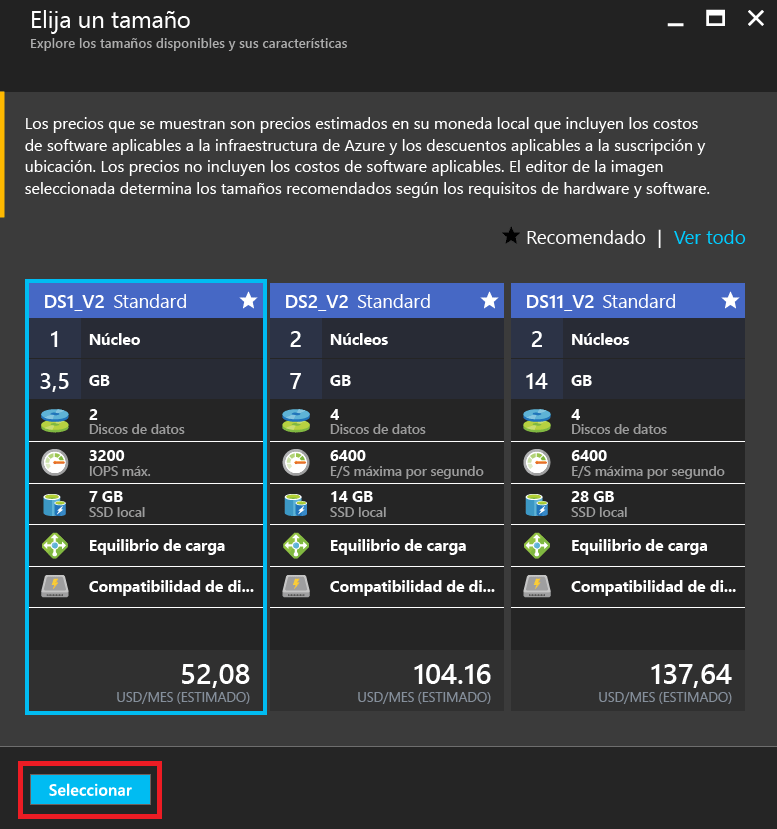 Elija un tamaño
Explore los tamaños disponibles y sus características
Los precios que se muestran son precios estimados en su moneda local que incluyen los costos
de software aplicables a la infraestructura de Azure y los descuentos aplicables a la suscripción y
ubicación. Los precios no incluyen los costos de software aplicables. El editor de la imagen
seleccionada determina los tamaños recomendados según los requisitos de hardware y software.
Recomendado | Ver todo
DS1_V2 Standard
1 Núcleo
3,5 GB
2
Discos de datos
3200
IOPS máx.
7 GB
SSD local
Equilibrio de carga
Compatibilidad de di...
52,08
USD/MES (ESTIMADO)
DS2_V2 Standard
2 Núcleos
7 GB
4
Discos de datos
6400
E/S máxima por segundo
14 GB
SSD local
Equilibrio de carga
Compatibilidad de di...
104.16
USD/MES (ESTIMADO)
DS11_V2 Standard
2 Núcleos
14 GB
4
Discos de datos
6400
E/S máxima por segundo
28 GB
SSD local
Equilibrio de carga
Compatibilidad de di...
137,64
USD/MES (ESTIMADO)
Seleccionar